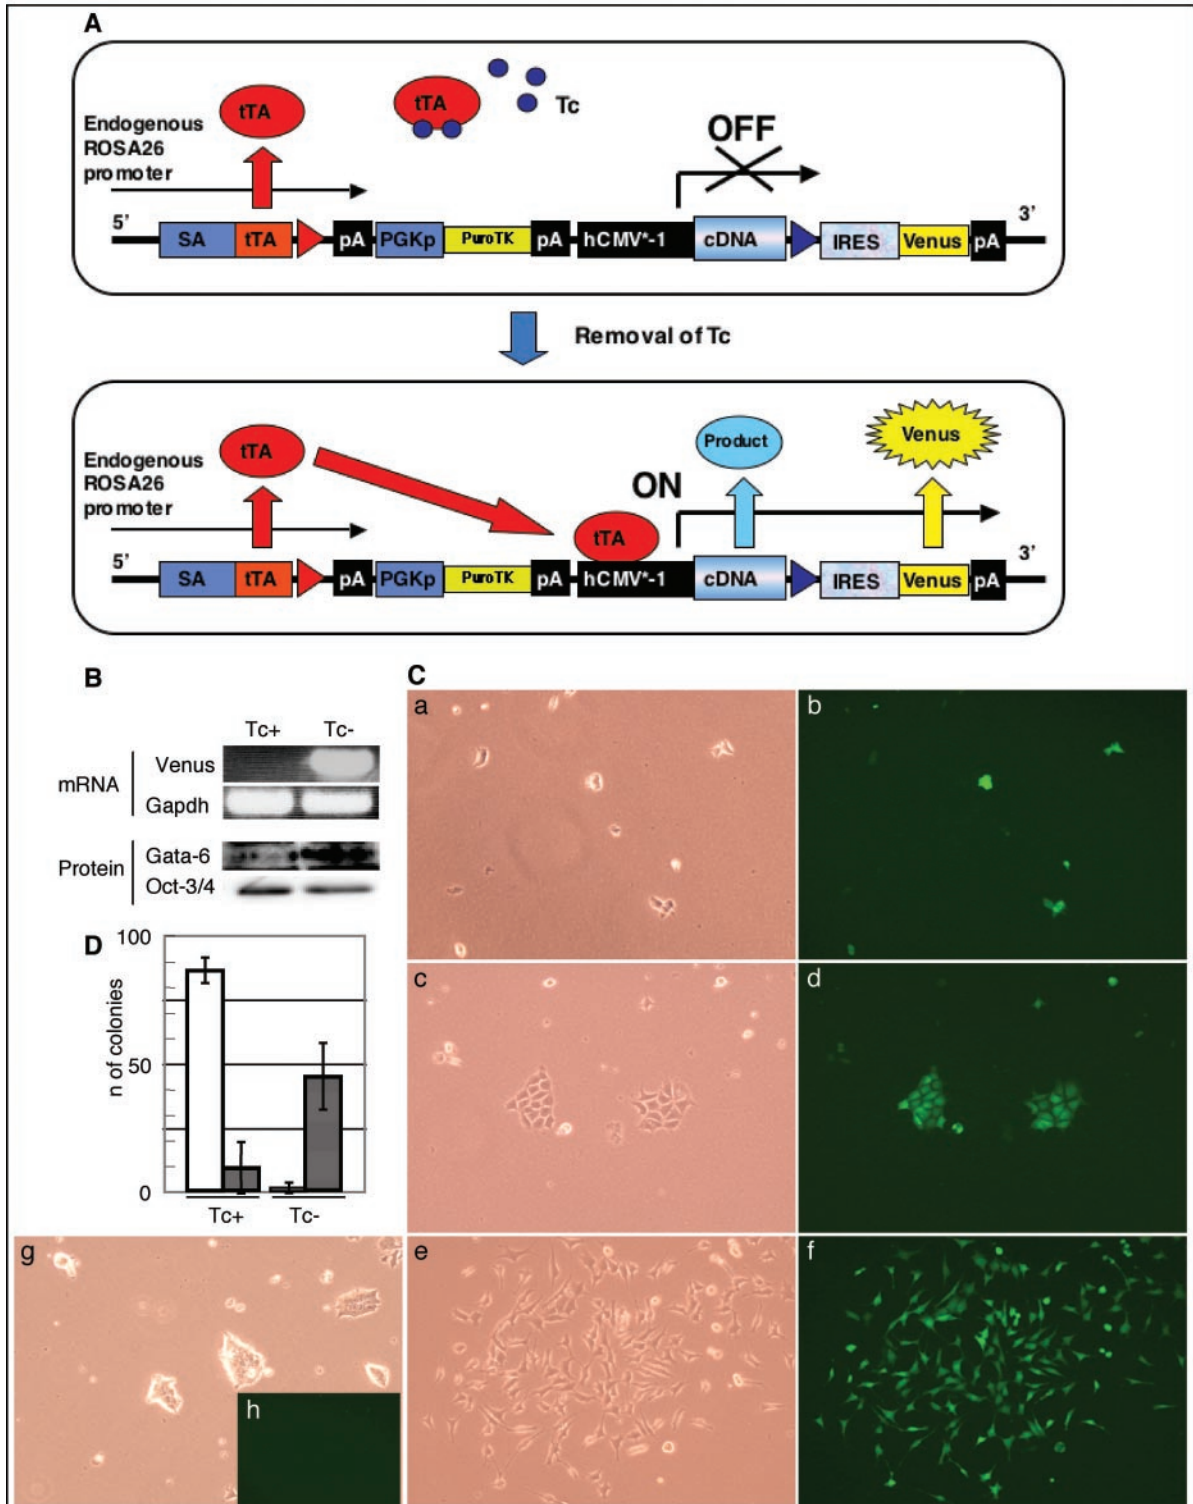 A
tTA
tTA
Tc
Endogenous
ROSA26
promoter
OFF
5’
3’
SA
tTA
pA
PGKp
PuroTK
pA
hCMV*-1
cDNA
IRES
Venus
pA
Removal of Tc
tTA
Product
Venus
Endogenous
ROSA26
promoter
ON
tTA
5’
3’
SA
tTA
pA
PGKp
PuroTK
pA
hCMV*-1
cDNA
IRES
Venus
pA
B
Tc+ Tc-
mRNA
Venus
Gapdh
Protein
Gata-6
Oct-3/4
C
a
b
c
d
D
100
50
0
n of colonies
Tc+ Tc-
g
h
e
f